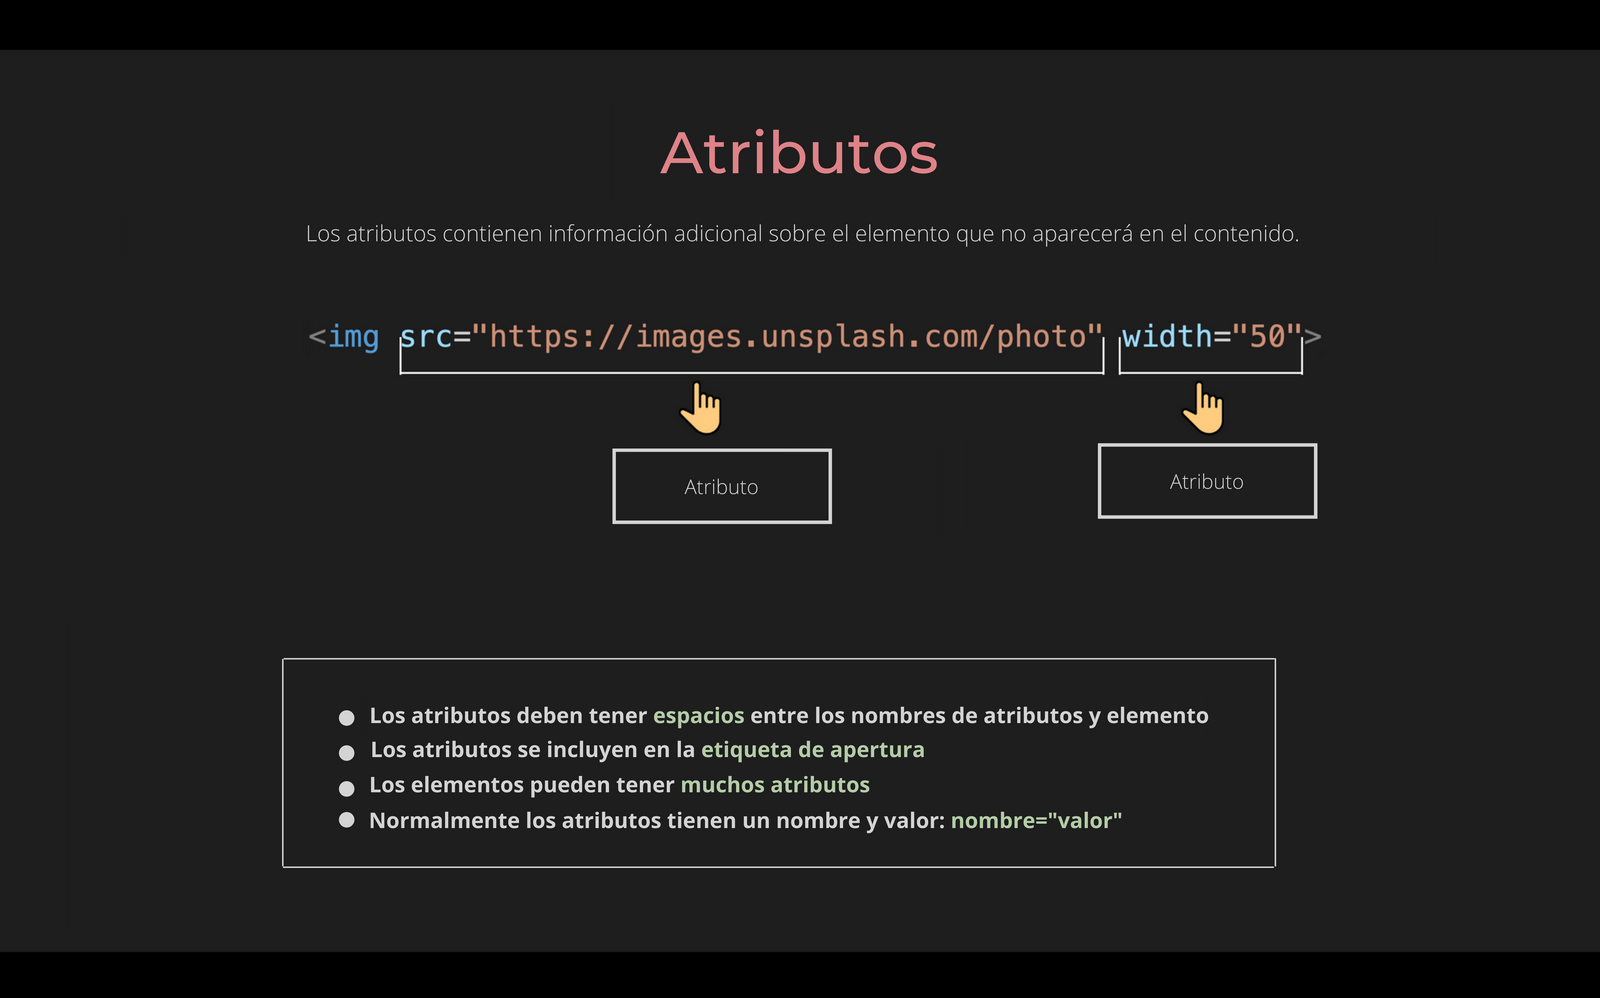 Atributos
Los atributos contienen información adicional sobre el elemento que no aparecerá en el contenido.
<img src="https://images.unsplash.com/photo" width="50">
Atributo
Atributo
Los atributos deben tener espacios entre los nombres de atributos y elemento
Los atributos se incluyen en la etiqueta de apertura
Los elementos pueden tener muchos atributos
Normalmente los atributos tienen un nombre y valor: nombre="valor"